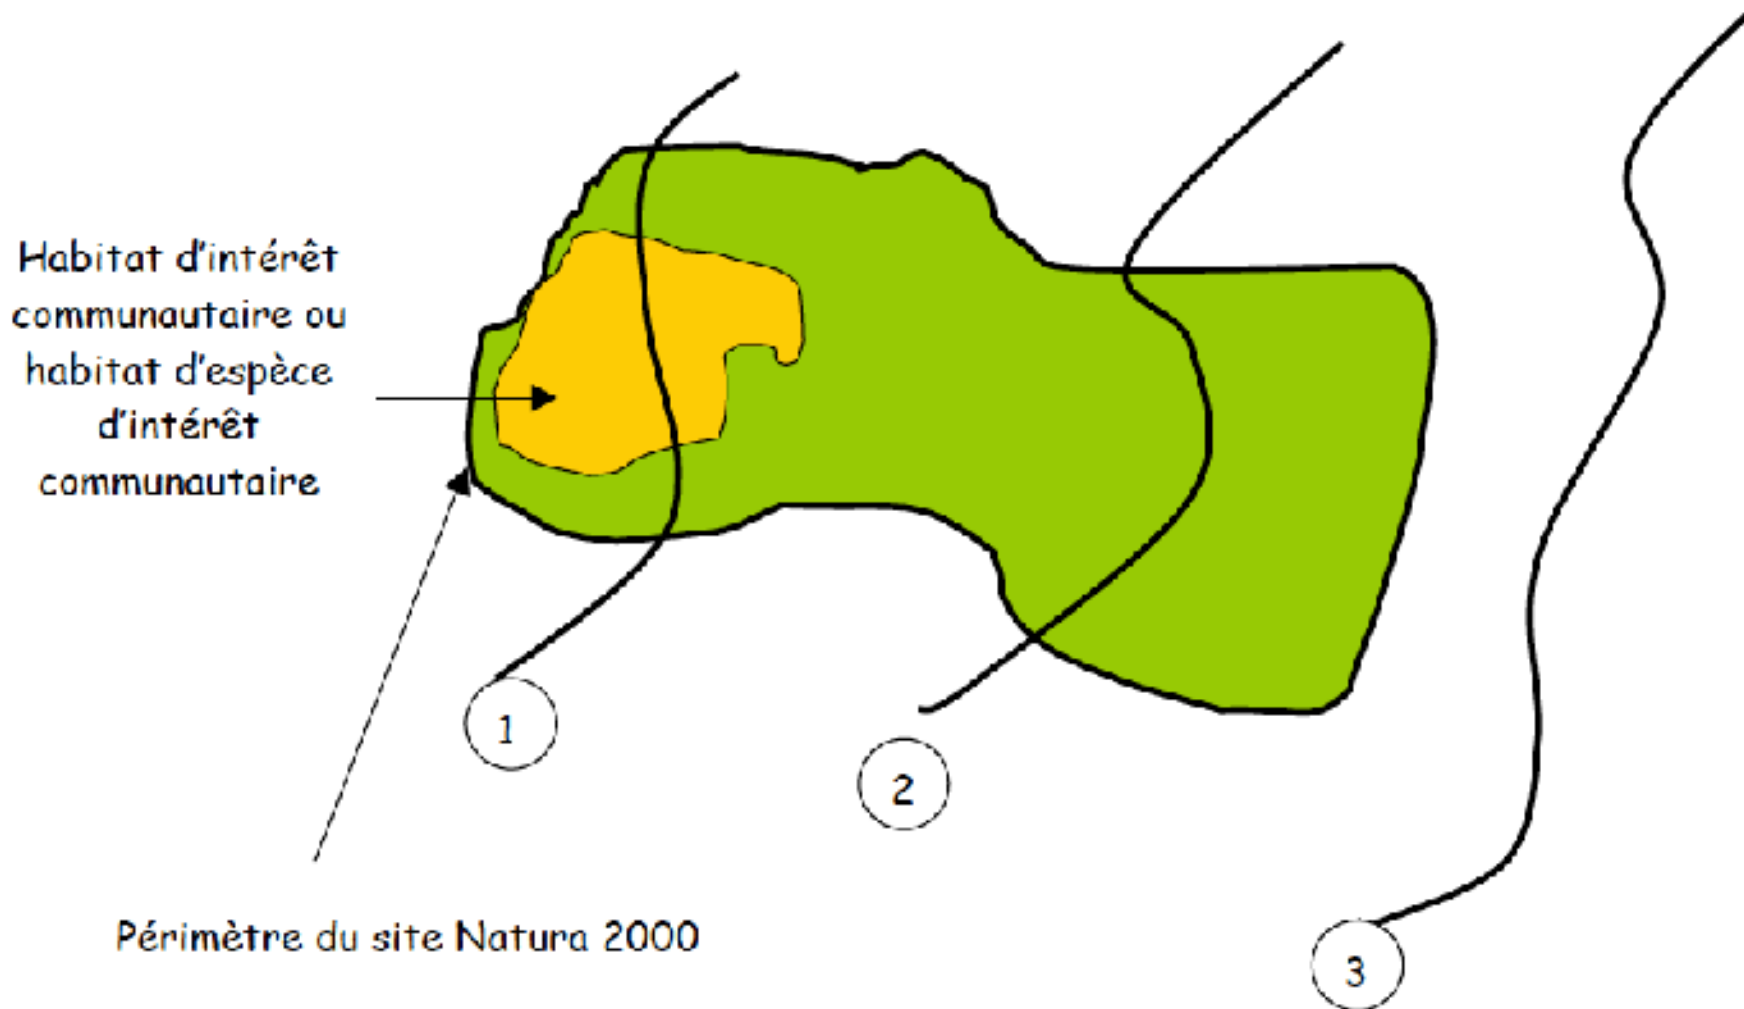 Habitat d'intérêt
communautaire ou
habitat d'espèce
d'intérêt
communautaire
1
2
Périmètre du site Natura 2000
3